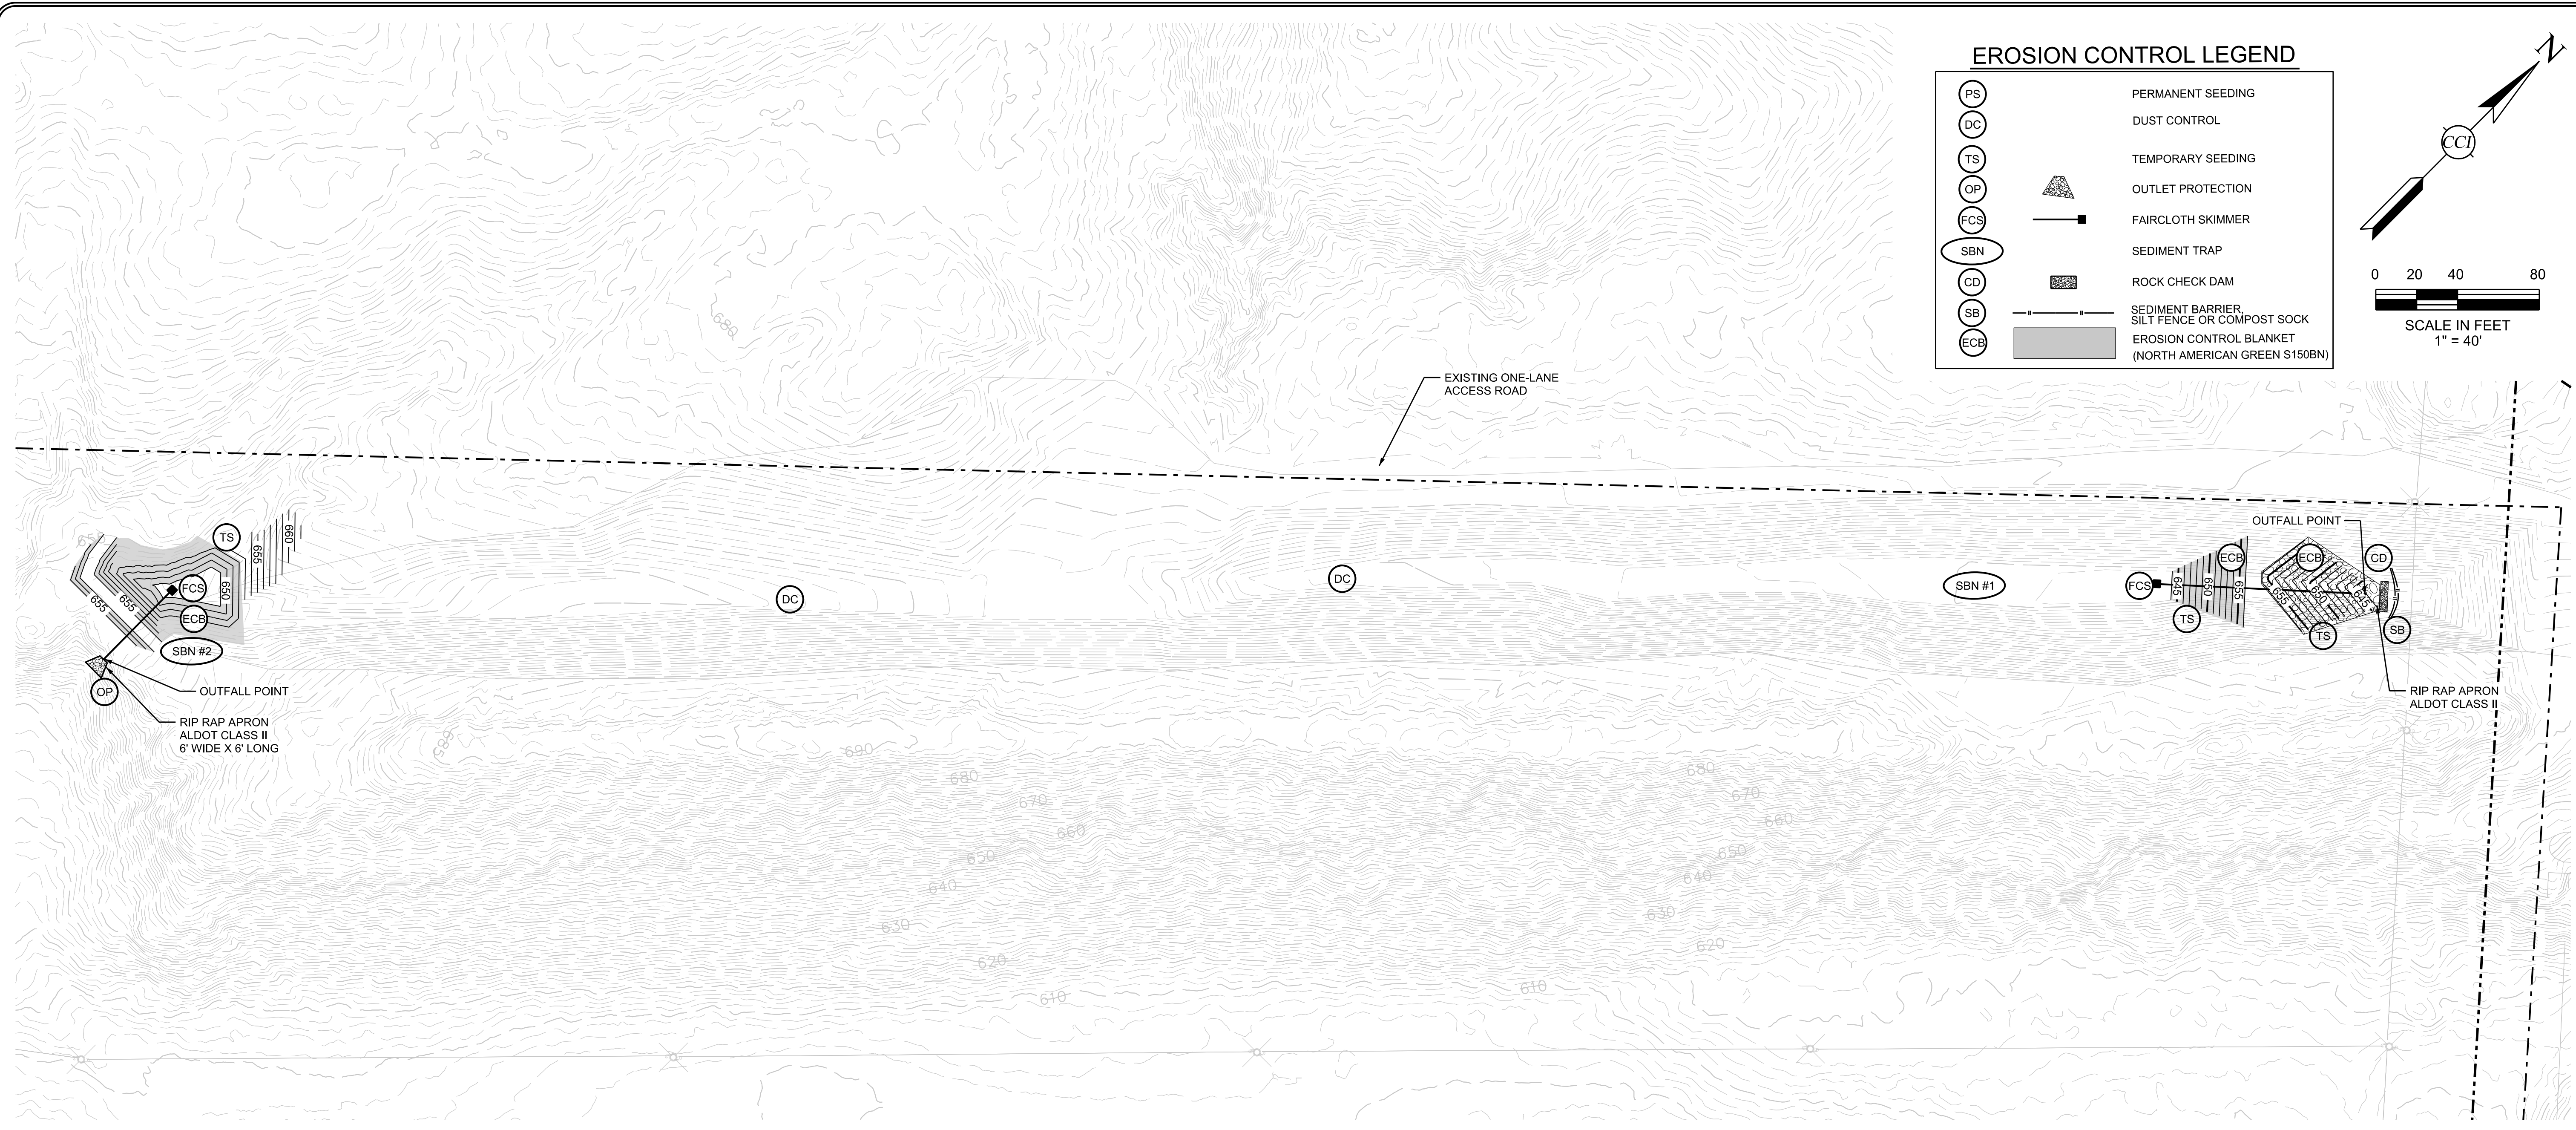 EROSION CONTROL LEGEND
N
PS PERMANENT SEEDING
DC DUST CONTROL
TS TEMPORARY SEEDING
OP OUTLET PROTECTION
FCS FAIRCLOTH SKIMMER
SBN SEDIMENT TRAP
CD ROCK CHECK DAM
SB SEDIMENT BARRIER,
SILT FENCE OR COMPOST SOCK
ECB EROSION CONTROL BLANKET
(NORTH AMERICAN GREEN S150BN)
CCI
0 20 40 80
SCALE IN FEET
1" = 40'
680
EXISTING ONE-LANE
ACCESS ROAD
TS
660
655
655
655
650
FCS
ECB
SBN #2
OP
OUTFALL POINT
RIP RAP APRON
ALDOT CLASS II
6' WIDE X 6' LONG
DC
DC
SBN #1
FCS
645
650
655
ECB
TS
OUTFALL POINT
ECB
CD
655
650
645
TS
SB
RIP RAP APRON
ALDOT CLASS II
685
690
680
670
660
650
640
630
620
610
680
670
660
650
640
630
620
610